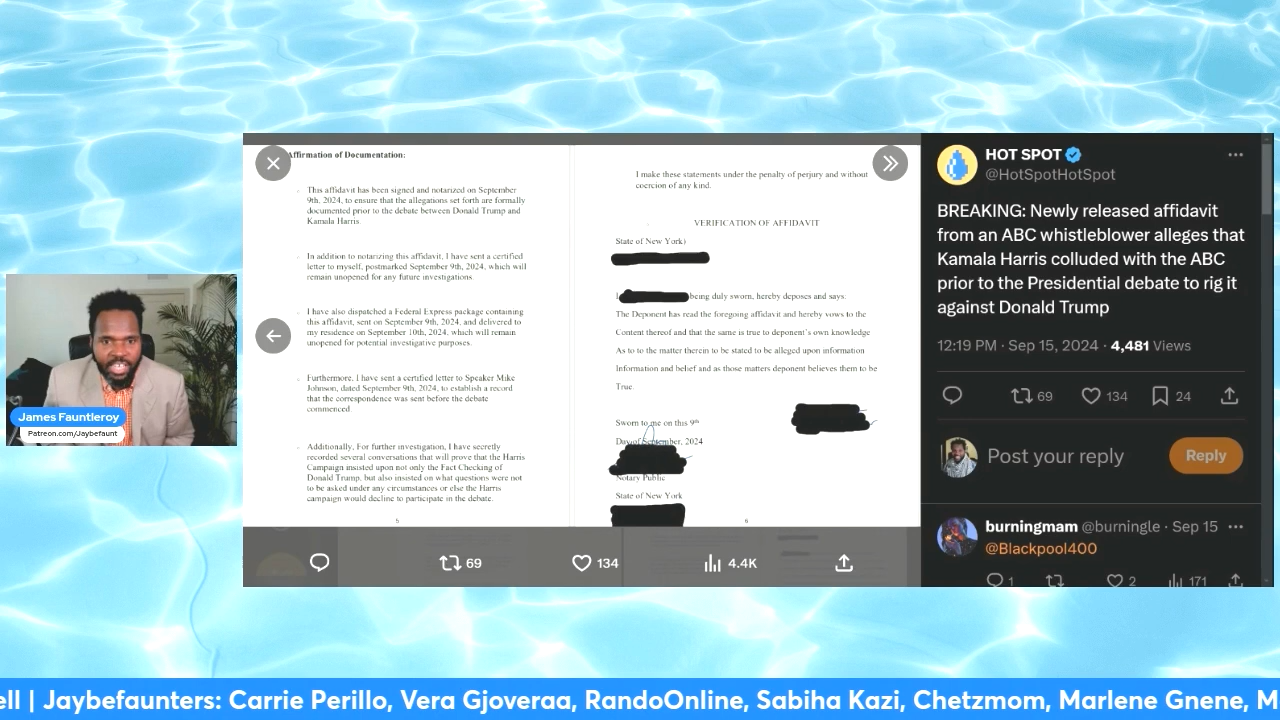 Affirmation of Documentation:
This affidavit has been signed and notarized on September
9th, 2024, to ensure that the allegations set forth are formally
documented prior to the debate between Donald Trump and
Kamala Harris.
In addition to notarizing this affidavit, I have sent a certified
letter to myself, postmarked September 9th, 2024, which will
remain unopened for any future investigations.
I have also dispatched a Federal Express package containing
this affidavit, sent on September 9th, 2024, and delivered to
my residence on September 10th, 2024, which will remain
unopened for potential investigative purposes.
Furthermore, I have sent a certified letter to Speaker Mike
Johnson, dated September 9th, 2024, to establish a record
that the correspondence was sent before the debate
commenced
Additionally, For further investigation, I have secretly
recorded several conversations that will prove that the Harris
Campaign insisted upon not only the Fact Checking of
Donald Trump, but also insisted on what questions were not
to be asked under any circumstances or else the Harris
campaign would decline to participate in the debate.
5
I make these statements under the penalty of perjury and without
coercion of any kind.
VERIFICATION OF AFFIDAVIT
State of New York)
I being duly sworn, hereby deposes and says:
The Deponent has read the foregoing affidavit and hereby vows to the
Content thereof and that the same is true to deponent's own knowledge
As to to the matter therein to be stated to be alleged upon information
Information and belief and as those matters deponent believes them to be
True.
Sworn to me on this 9th
Day of September, 2024
Notary Public
State of New York
6
69
134
4.4K
HOT SPOT
@HotSpotHotSpot
BREAKING: Newly released affidavit
from an ABC whistleblower alleges that
Kamala Harris colluded with the ABC
prior to the Presidential debate to rig it
against Donald Trump
12:19 PM · Sep 15, 2024 · 4,481 Views
69
134
24
Post your reply
Reply
burningmam @burningle · Sep 15
@Blackpool400
1
2
171
James Fauntleroy
Patreon.com/Jaybefaunt
ell | Jaybefaunters: Carrie Perillo, Vera Gjoveraa, RandoOnline, Sabiha Kazi, Chetzmom, Marlene Gnene, M